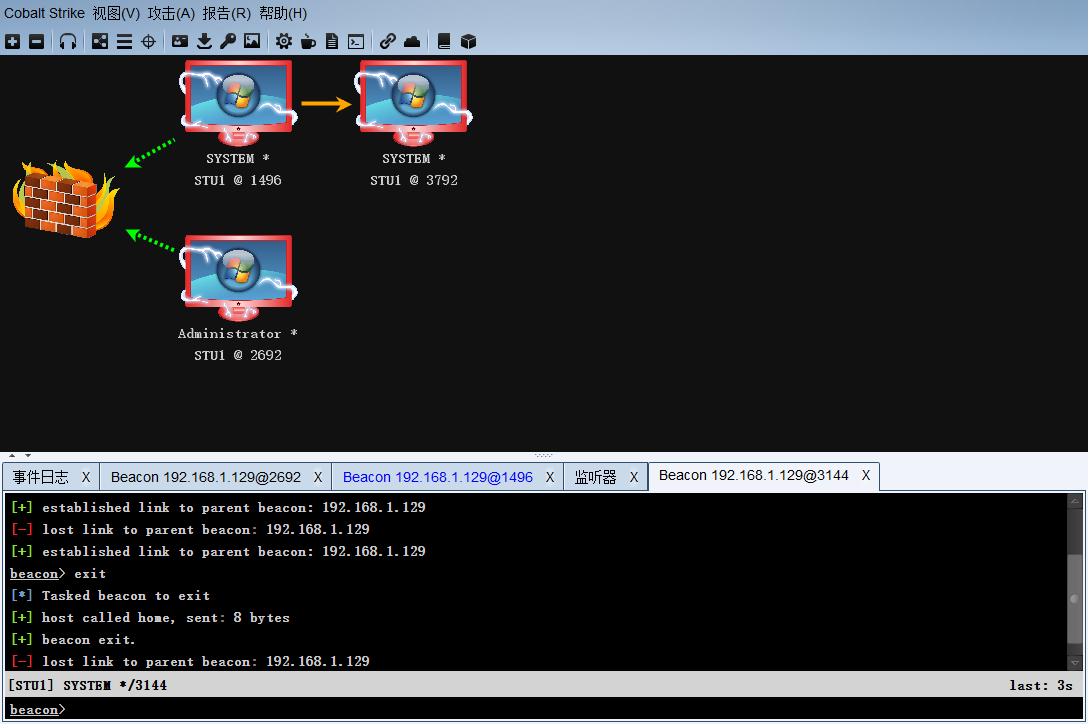 Cobalt Strike 视图(V) 攻击(A) 报告(R) 帮助(H)
SYSTEM * SYSTEM *
STU1 @ 1496 STU1 @ 3792
Administrator *
STU1 @ 2692
事件日志 X Beacon 192.168.1.129@2692 X Beacon 192.168.1.129@1496 X 监听器 X Beacon 192.168.1.129@3144 X
[+] established link to parent beacon: 192.168.1.129
[-] lost link to parent beacon: 192.168.1.129
[+] established link to parent beacon: 192.168.1.129
beacon> exit
[*] Tasked beacon to exit
[+] host called home, sent: 8 bytes
[+] beacon exit.
[-] lost link to parent beacon: 192.168.1.129
[STU1] SYSTEM */3144 last: 3s
beacon>